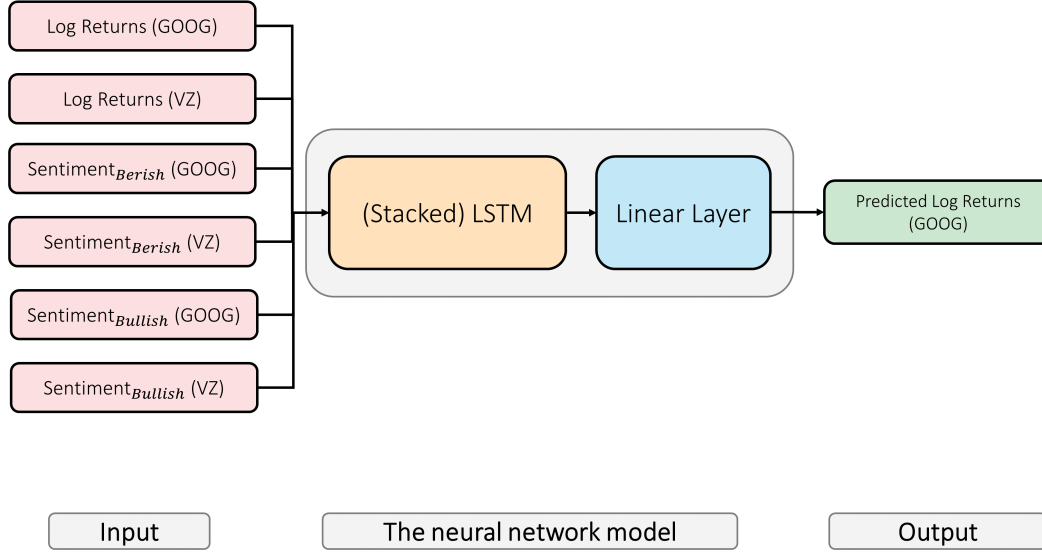 Log Returns (GOOG)
Log Returns (VZ)
Sentiment_Berish (GOOG)
Sentiment_Berish (VZ)
Sentiment_Bullish (GOOG)
Sentiment_Bullish (VZ)
(Stacked) LSTM
Linear Layer
Predicted Log Returns
(GOOG)
Input
The neural network model
Output